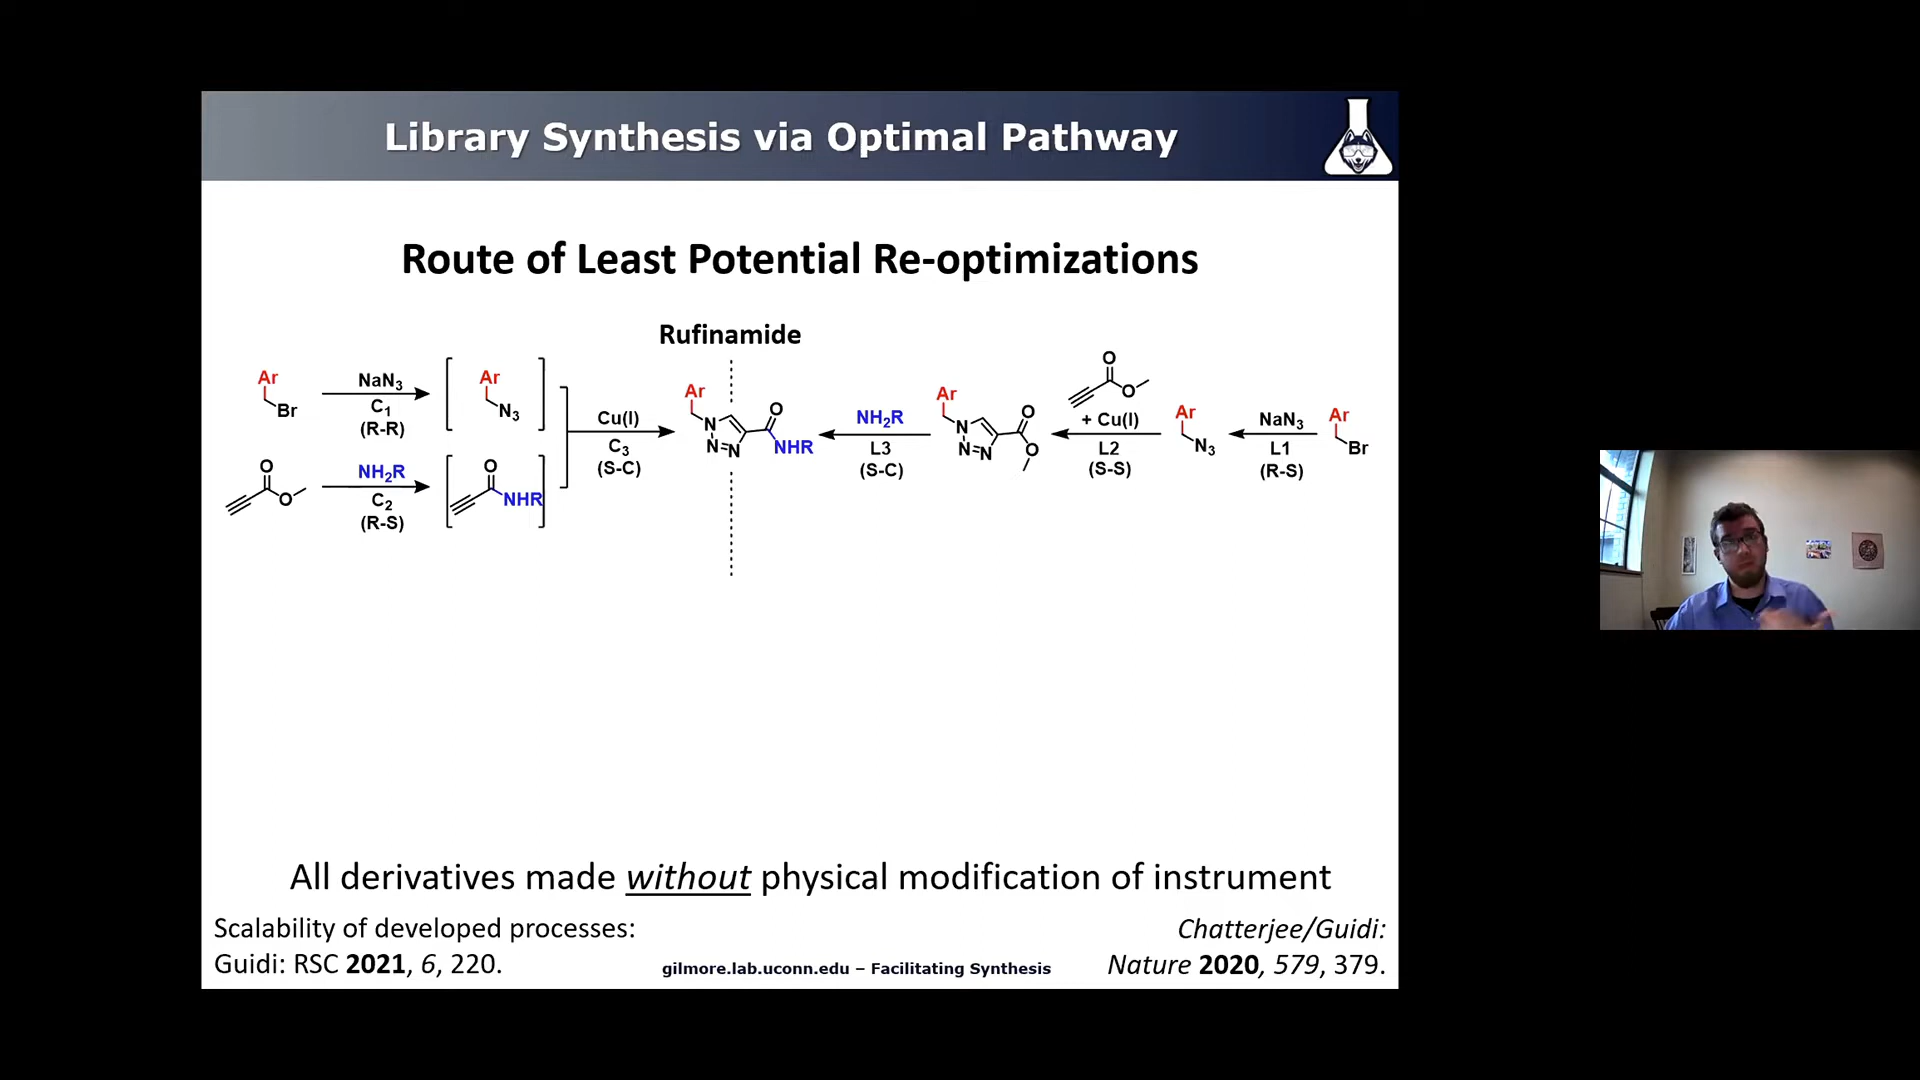 Library Synthesis via Optimal Pathway
Route of Least Potential Re-optimizations
Rufinamide
Ar
Br
NaN3
C1
(R-R)
Ar
N3
O
O
NH2R
C2
(R-S)
O
NHR
Cu(I)
C3
(S-C)
Ar
N
N=N
O
NHR
NH2R
L3
(S-C)
Ar
N
N=N
O
O
O
O
+ Cu(I)
L2
(S-S)
Ar
N3
NaN3
L1
(R-S)
Ar
Br
All derivatives made without physical modification of instrument
Scalability of developed processes:
Guidi: RSC 2021, 6, 220.
gilmore.lab.uconn.edu – Facilitating Synthesis
Chatterjee/Guidi:
Nature 2020, 579, 379.